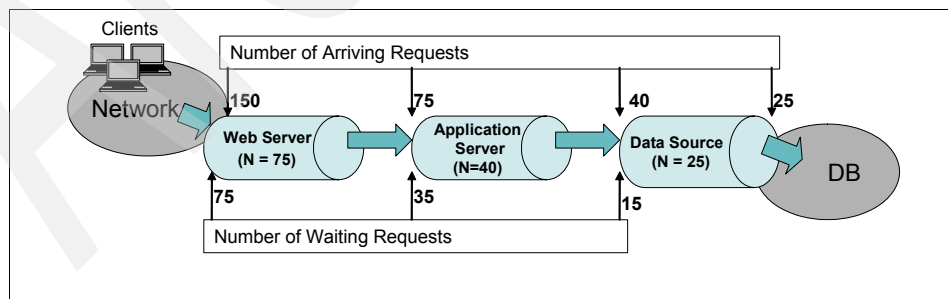 Clients
Number of Arriving Requests
Network
150
75
40
25
Web Server
(N = 75)
Application
Server
(N=40)
Data Source
(N = 25)
DB
75
35
15
Number of Waiting Requests